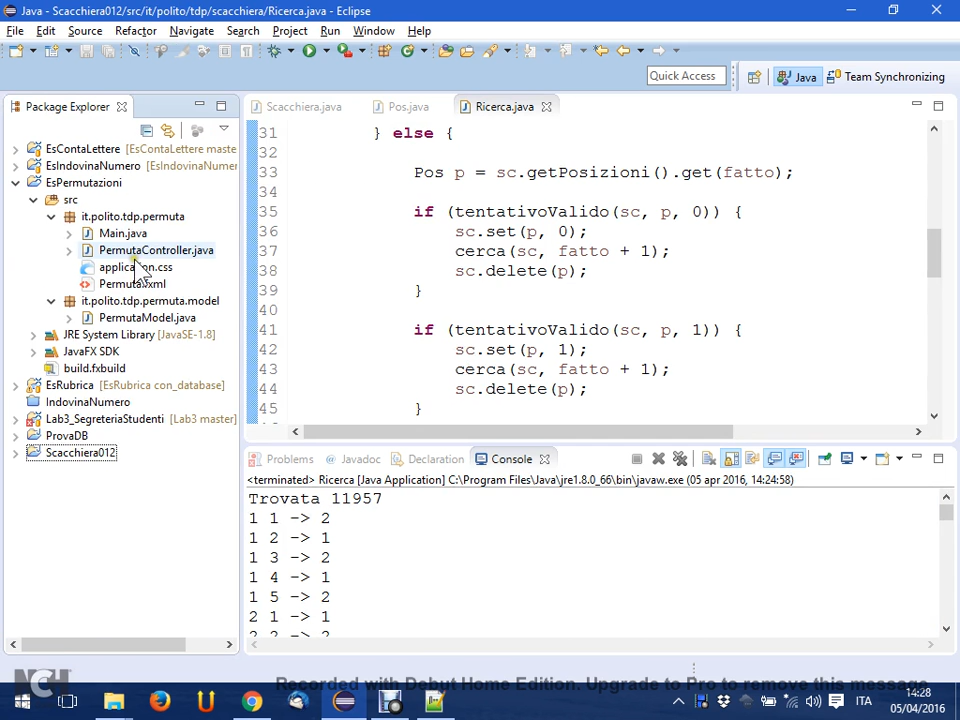 Java - Scacchiera012/src/it/polito/tdp/scacchiera/Ricerca.java - Eclipse
File Edit Source Refactor Navigate Search Project Run Window Help
Quick Access
Java
Team Synchronizing
Package Explorer
Scacchiera.java
Pos.java
Ricerca.java
EsContaLettere [EsContaLettere maste
EsIndovinaNumero [EsIndovinaNumer
EsPermutazioni
src
it.polito.tdp.permuta
Main.java
PermutaController.java
application.css
Permuta.fxml
it.polito.tdp.permuta.model
PermutaModel.java
JRE System Library [JavaSE-1.8]
JavaFX SDK
build.fxbuild
EsRubrica [EsRubrica con_database]
IndovinaNumero
Lab3_SegreteriaStudenti [Lab3 master]
ProvaDB
Scacchiera012
31 } else {
32
33 Pos p = sc.getPosizioni().get(fatto);
34
35 if (tentativoValido(sc, p, 0)) {
36 sc.set(p, 0);
37 cerca(sc, fatto + 1);
38 sc.delete(p);
39 }
40
41 if (tentativoValido(sc, p, 1)) {
42 sc.set(p, 1);
43 cerca(sc, fatto + 1);
44 sc.delete(p);
45 }
Problems
Javadoc
Declaration
Console
<terminated> Ricerca [Java Application] C:\Program Files\Java\jre1.8.0_66\bin\javaw.exe (05 apr 2016, 14:24:58)
Trovata 11957
1 1 -> 2
1 2 -> 1
1 3 -> 2
1 4 -> 1
1 5 -> 2
2 1 -> 1
2 2 -> 2
NCH
Recorded with Debut Home Edition. Upgrade to Pro to remove this message
ITA
14:28
05/04/2016